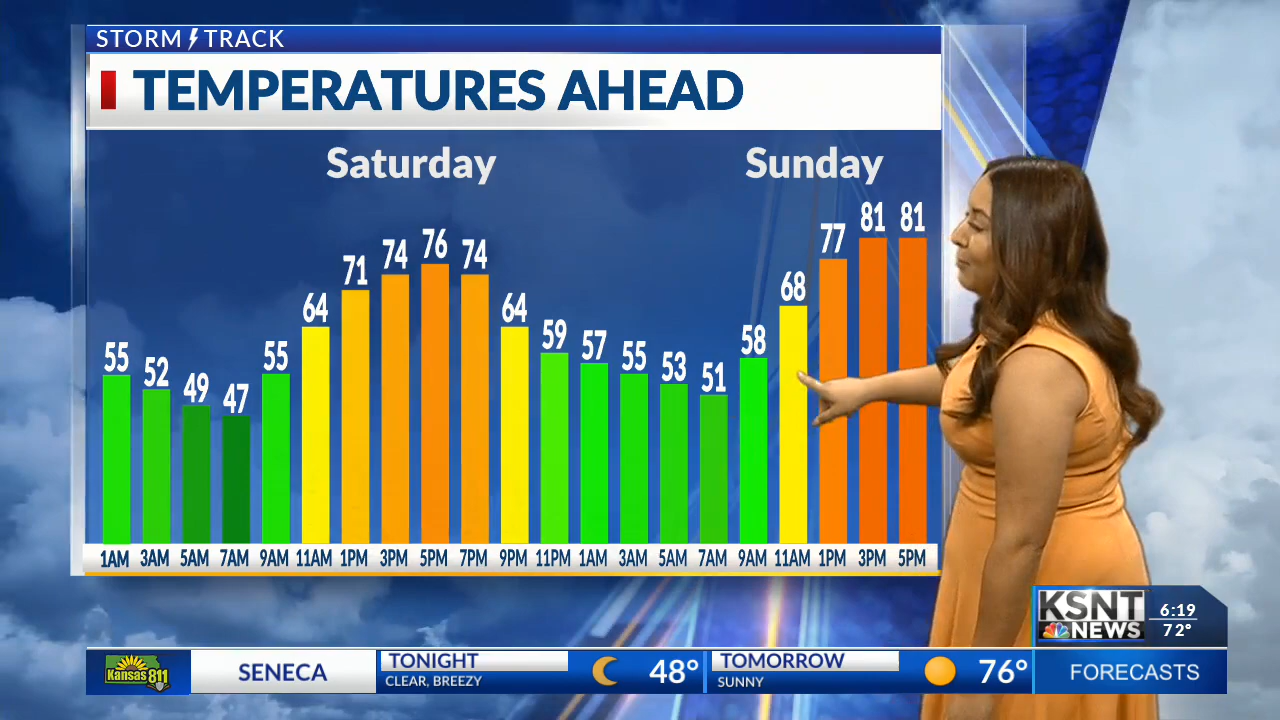 STORM TRACK
TEMPERATURES AHEAD
Saturday Sunday
55 52 49 47 55 64 71 74 76 74 64 59 57 55 53 51 58 68 77 81 81
1AM 3AM 5AM 7AM 9AM 11AM 1PM 3PM 5PM 7PM 9PM 11PM 1AM 3AM 5AM 7AM 9AM 11AM 1PM 3PM 5PM
KSNT
NEWS
6:19
72°
Kansas 811
SENECA
TONIGHT
CLEAR, BREEZY
48°
TOMORROW
SUNNY
76°
FORECASTS